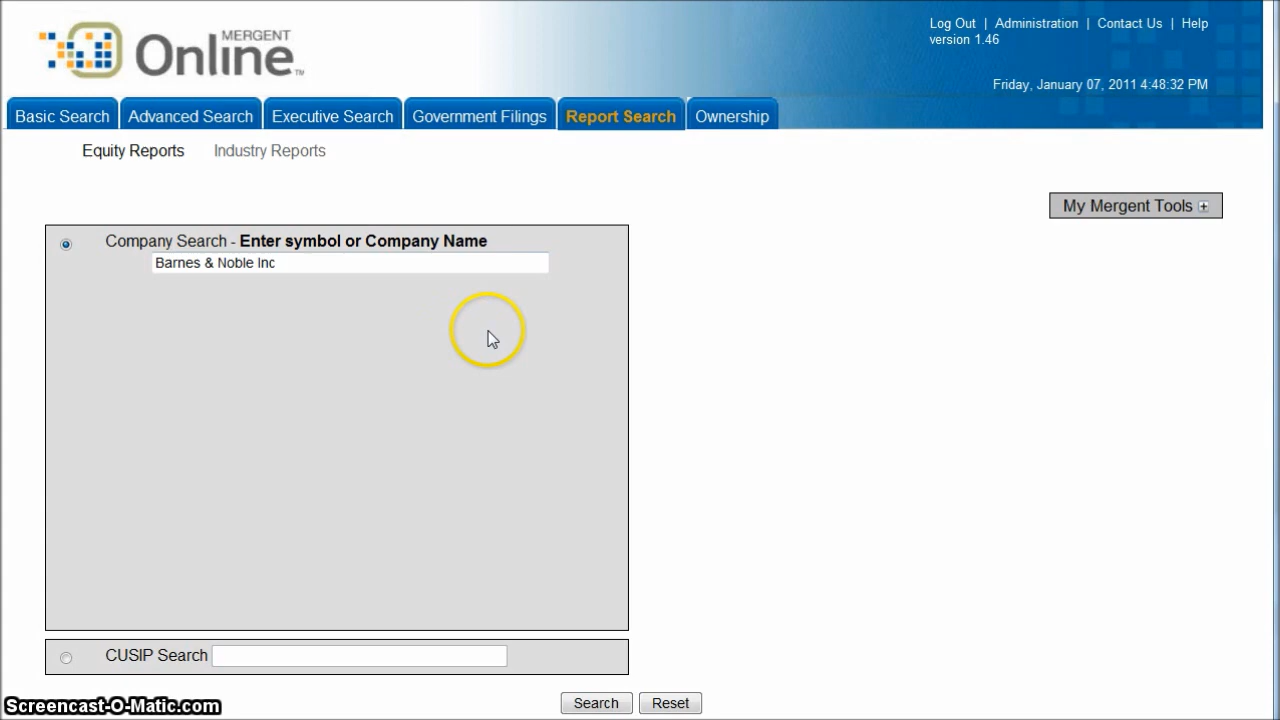 MERGENT
Online™
Log Out | Administration | Contact Us | Help
version 1.46
Friday, January 07, 2011 4:48:32 PM
Basic Search Advanced Search Executive Search Government Filings Report Search Ownership
Equity Reports Industry Reports
My Mergent Tools +
Company Search - Enter symbol or Company Name
Barnes & Noble Inc
CUSIP Search
Search Reset
Screencast-O-Matic.com